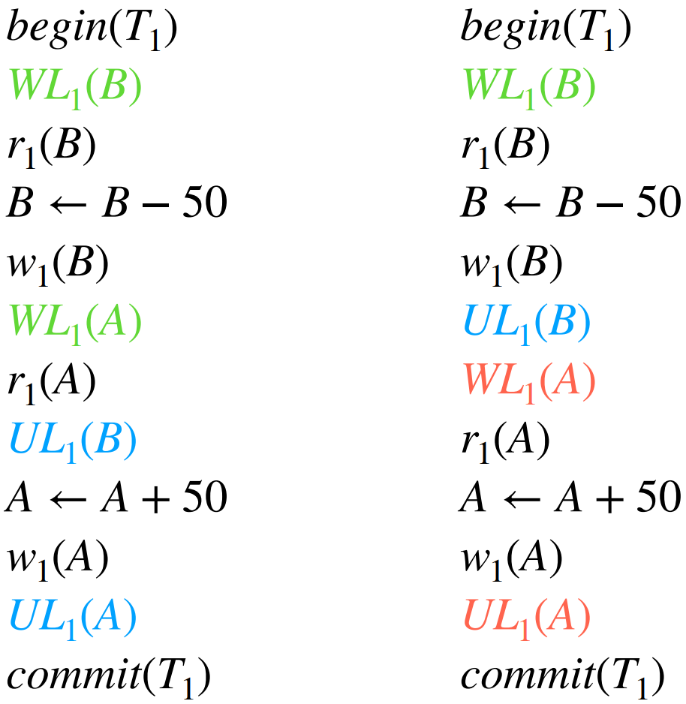 begin(T₁)
WL₁(B)
r₁(B)
B ← B − 50
w₁(B)
WL₁(A)
r₁(A)
UL₁(B)
A ← A + 50
w₁(A)
UL₁(A)
commit(T₁)
begin(T₁)
WL₁(B)
r₁(B)
B ← B − 50
w₁(B)
UL₁(B)
WL₁(A)
r₁(A)
A ← A + 50
w₁(A)
UL₁(A)
commit(T₁)